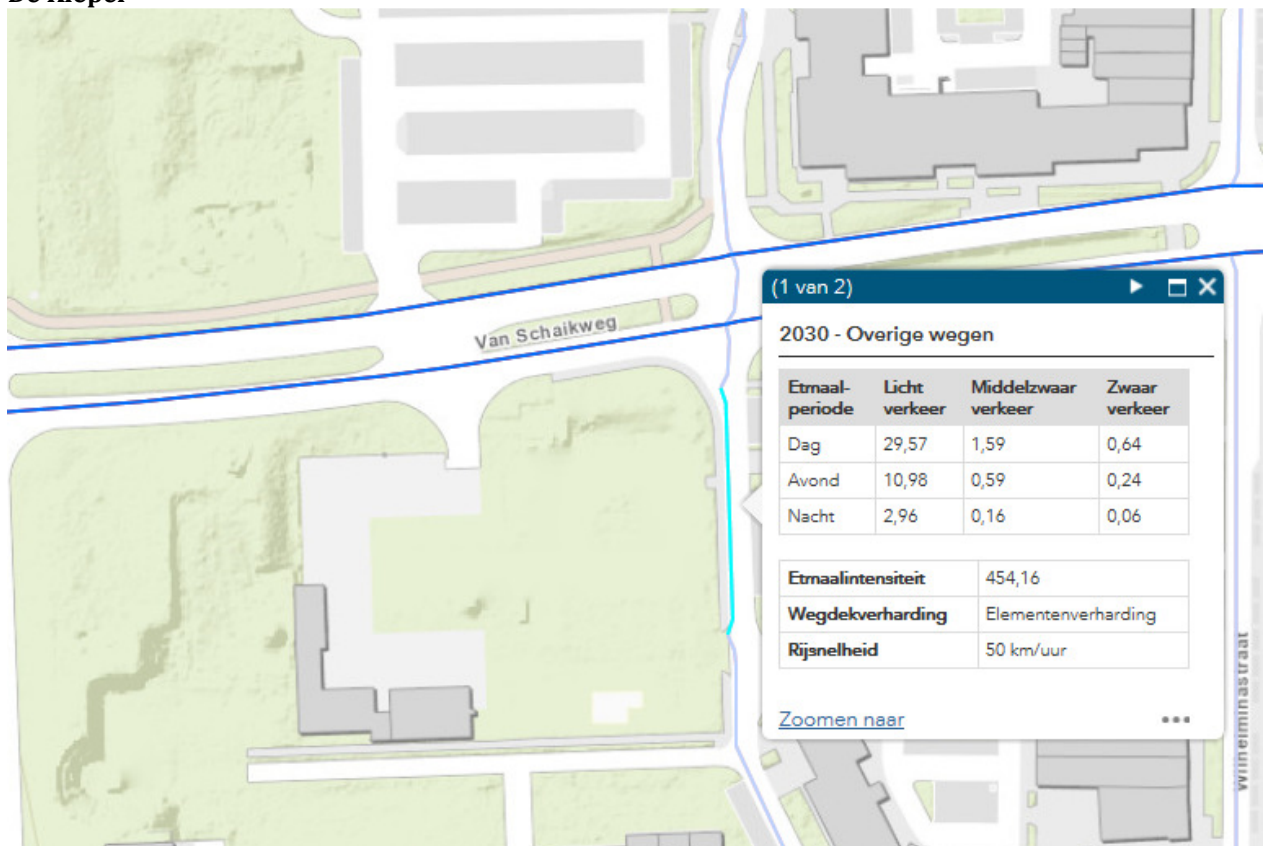 De Rieper
Van Schaikweg
(1 van 2)
2030 - Overige wegen
Etmaal-periode Licht verkeer Middelzwaar verkeer Zwaar verkeer
Dag 29,57 1,59 0,64
Avond 10,98 0,59 0,24
Nacht 2,96 0,16 0,06
Etmaalintensiteit 454,16
Wegdekverharding Elementenverharding
Rijsnelheid 50 km/uur
Zoomen naar
Wilhelminastraat